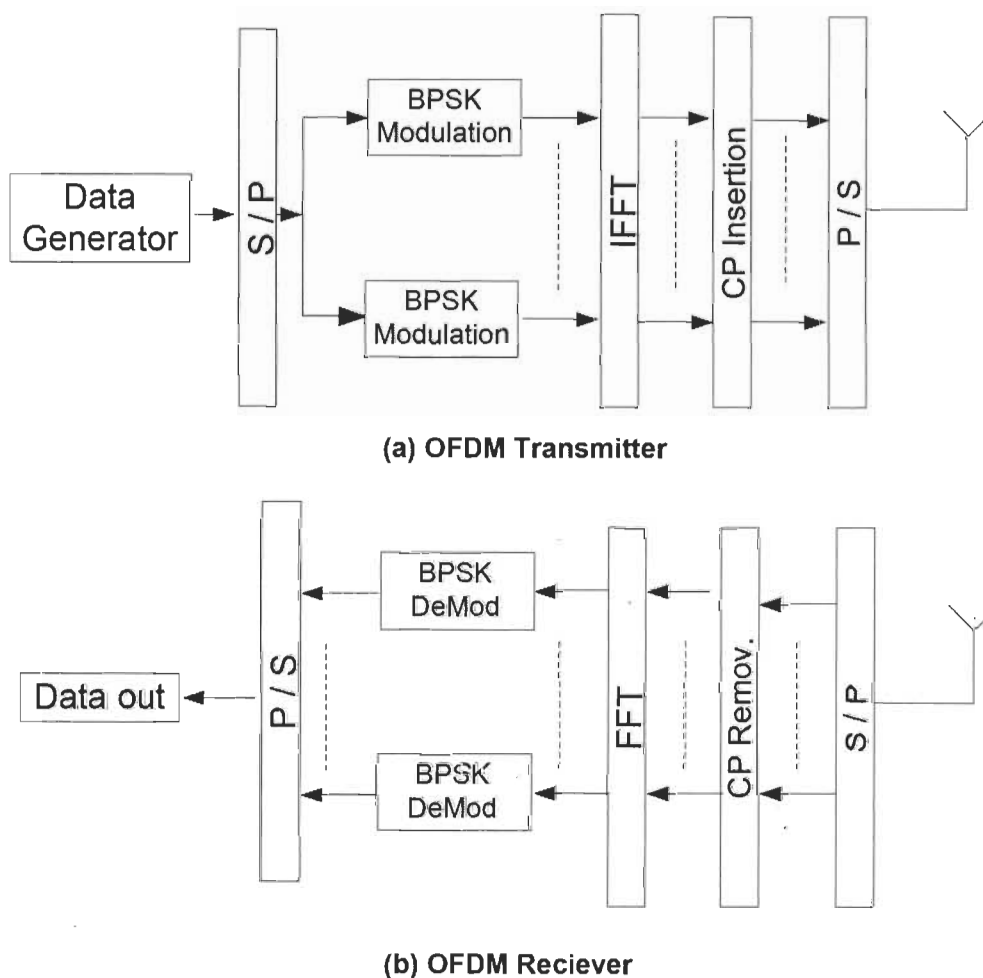 Data
Generator
S / P
BPSK
Modulation
BPSK
Modulation
IFFT
CP Insertion
P / S
(a) OFDM Transmitter
Data out
P / S
BPSK
DeMod
BPSK
DeMod
FFT
CP Remov.
S / P
(b) OFDM Reciever